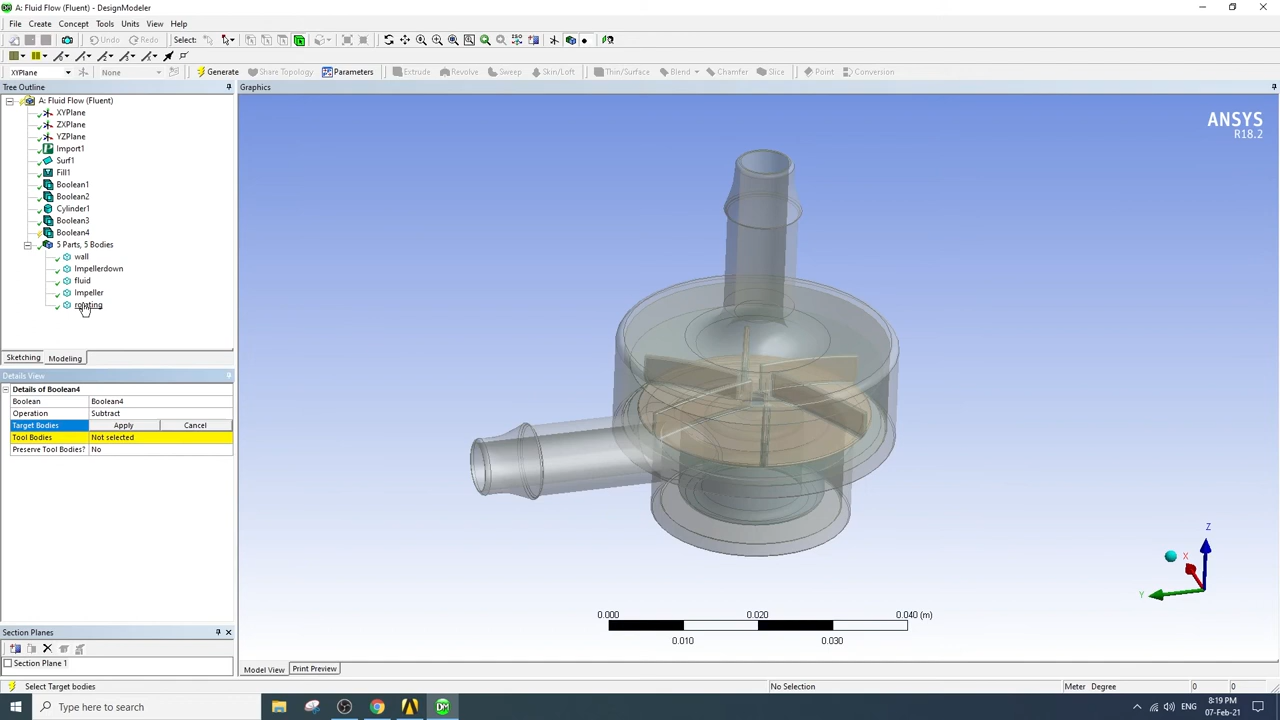 A: Fluid Flow (Fluent) - DesignModeler
File Create Concept Tools Units View Help
Undo Redo Select:
XYPlane None Generate Share Topology Parameters Extrude Revolve Sweep Skin/Loft Thin/Surface Blend Chamfer Slice Point Conversion
Tree Outline
Graphics
A: Fluid Flow (Fluent)
XYPlane
ZXPlane
YZPlane
Import1
Surf1
Fill1
Boolean1
Boolean2
Cylinder1
Boolean3
Boolean4
5 Parts, 5 Bodies
wall
Impellerdown
fluid
Impeller
rotating
Sketching Modeling
Details View
Details of Boolean4
Boolean Boolean4
Operation Subtract
Target Bodies Apply Cancel
Tool Bodies Not selected
Preserve Tool Bodies? No
Section Planes
Section Plane 1
ANSYS
R18.2
Z
X
Y
0.000 0.020 0.040 (m)
0.010 0.030
Model View Print Preview
Select Target bodies No Selection Meter Degree 0 0
Type here to search
ENG
8:19 PM
07-Feb-21